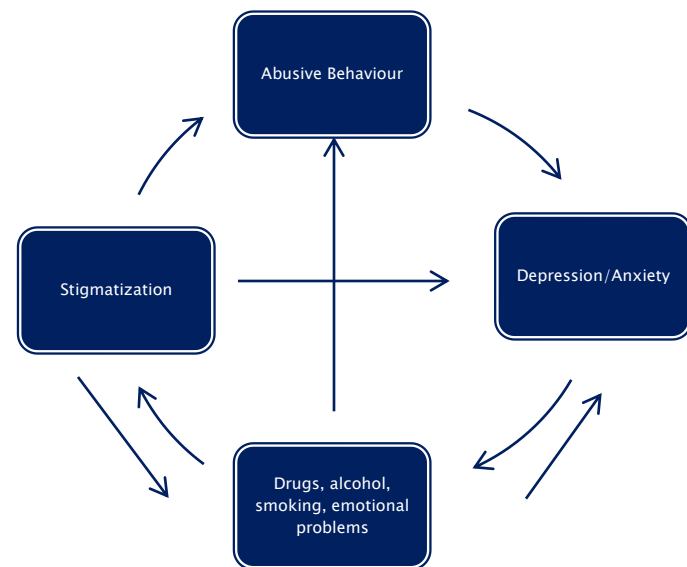 Abusive Behaviour
Stigmatization
Depression/Anxiety
Drugs, alcohol,
smoking, emotional
problems